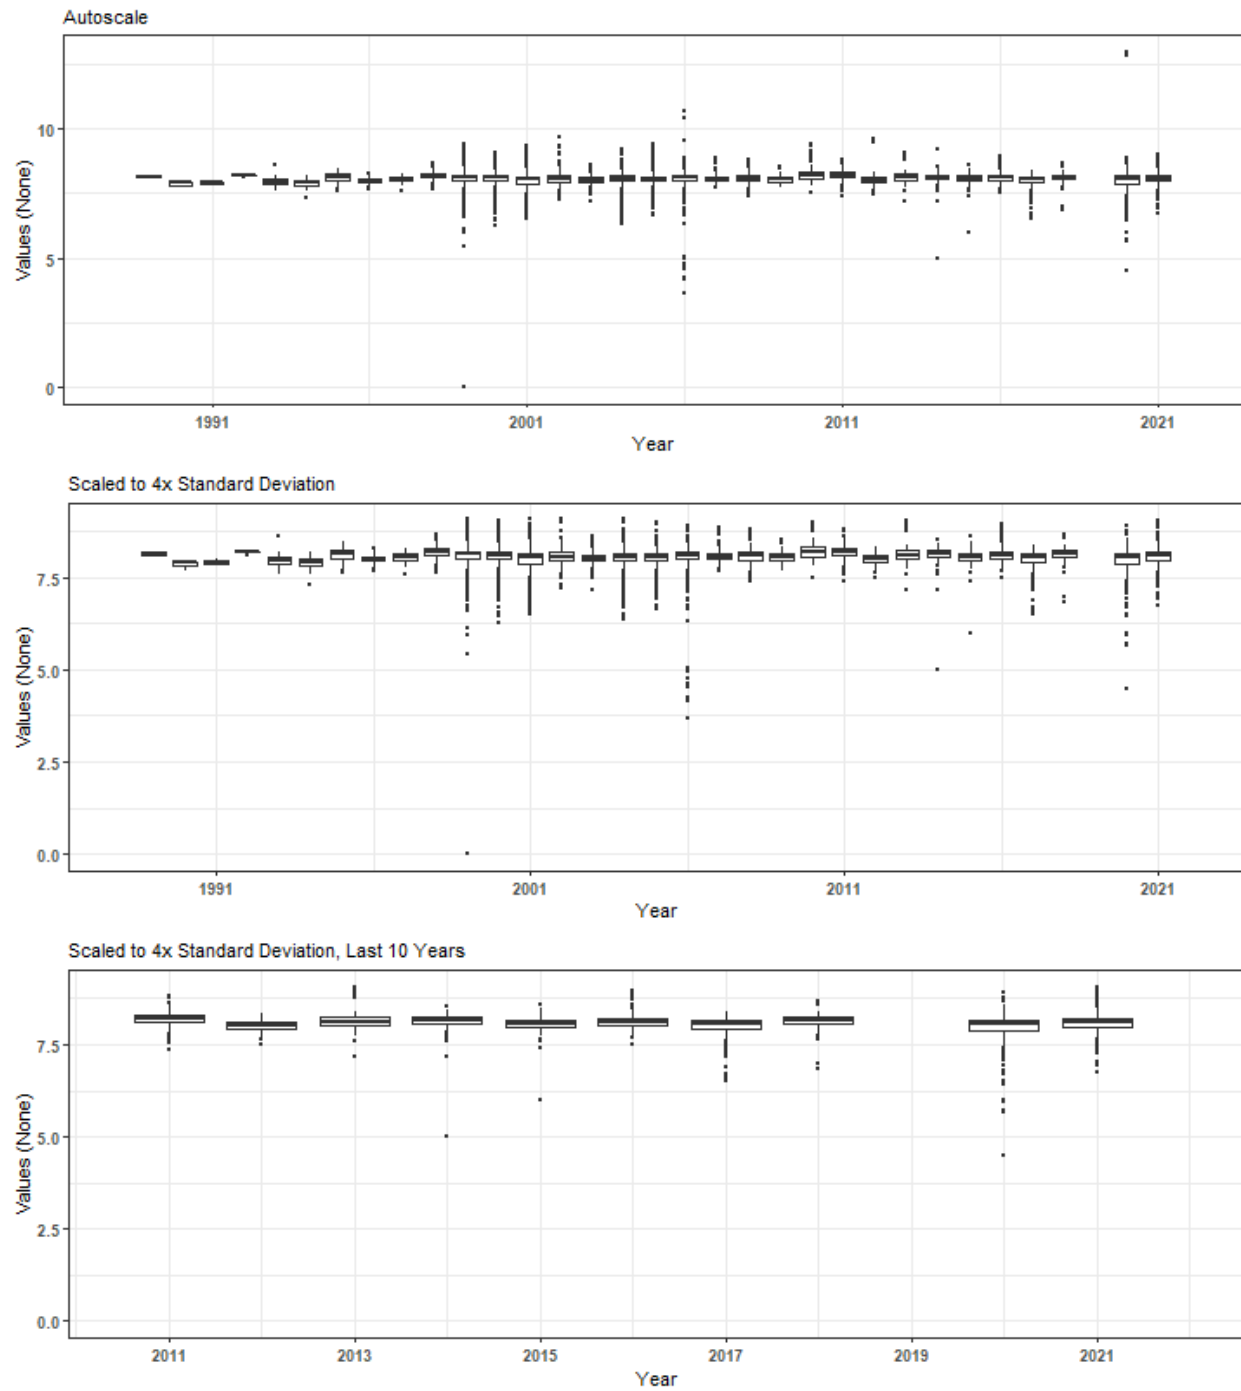 Autoscale
Values (None)
10
5
0
1991 2001 2011 2021
Year
Scaled to 4x Standard Deviation
Values (None)
7.5
5.0
2.5
0.0
1991 2001 2011 2021
Year
Scaled to 4x Standard Deviation, Last 10 Years
Values (None)
7.5
5.0
2.5
0.0
2011 2013 2015 2017 2019 2021
Year